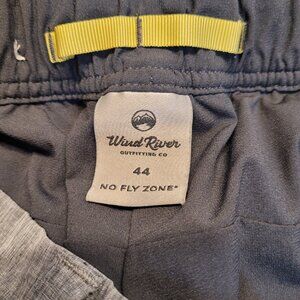 Wind River
OUTFITTING CO
44
NO FLY ZONE*